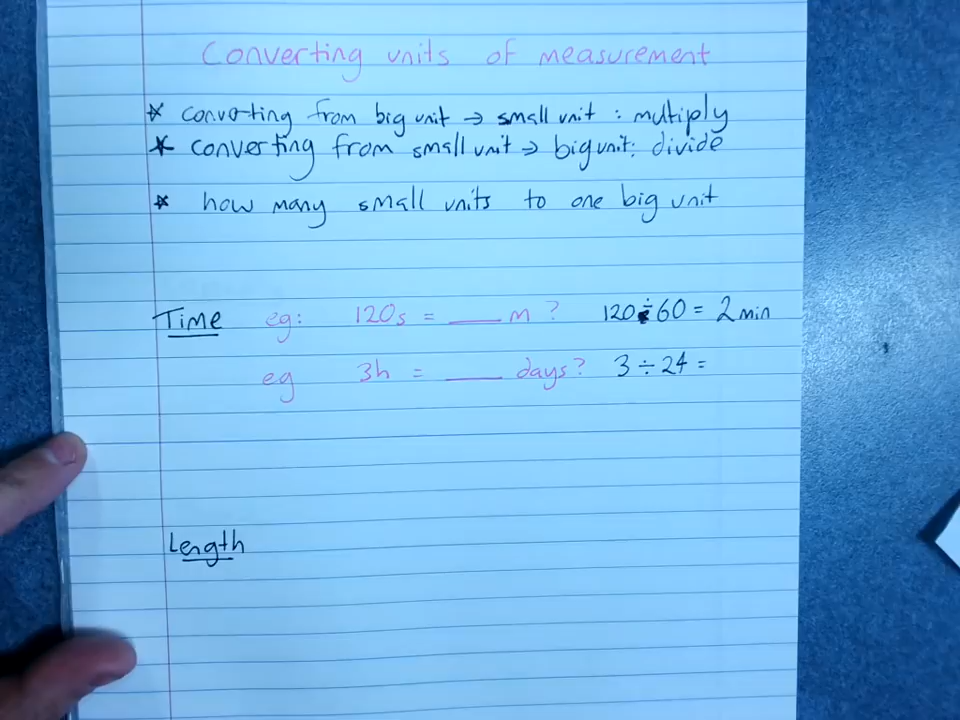 Converting units of measurement
* converting from big unit → small unit : multiply
* converting from small unit → big unit: divide
* how many small units to one big unit
Time eg: 120s = ___ m ? 120 ÷ 60 = 2 min
eg 3h = ___ days? 3 ÷ 24 =
Length